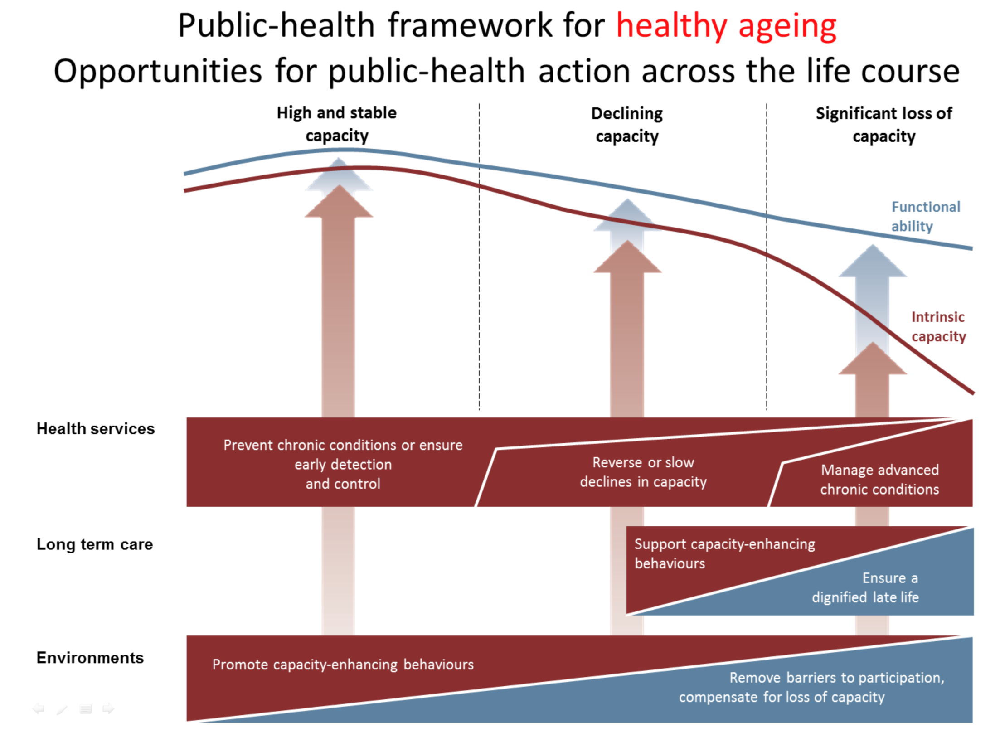 Public-health framework for healthy ageing
Opportunities for public-health action across the life course
High and stable
capacity
Declining
capacity
Significant loss of
capacity
Functional
ability
Intrinsic
capacity
Health services
Prevent chronic conditions or ensure
early detection
and control
Reverse or slow
declines in capacity
Manage advanced
chronic conditions
Long term care
Support capacity-enhancing
behaviours
Ensure a
dignified late life
Environments
Promote capacity-enhancing behaviours
Remove barriers to participation,
compensate for loss of capacity